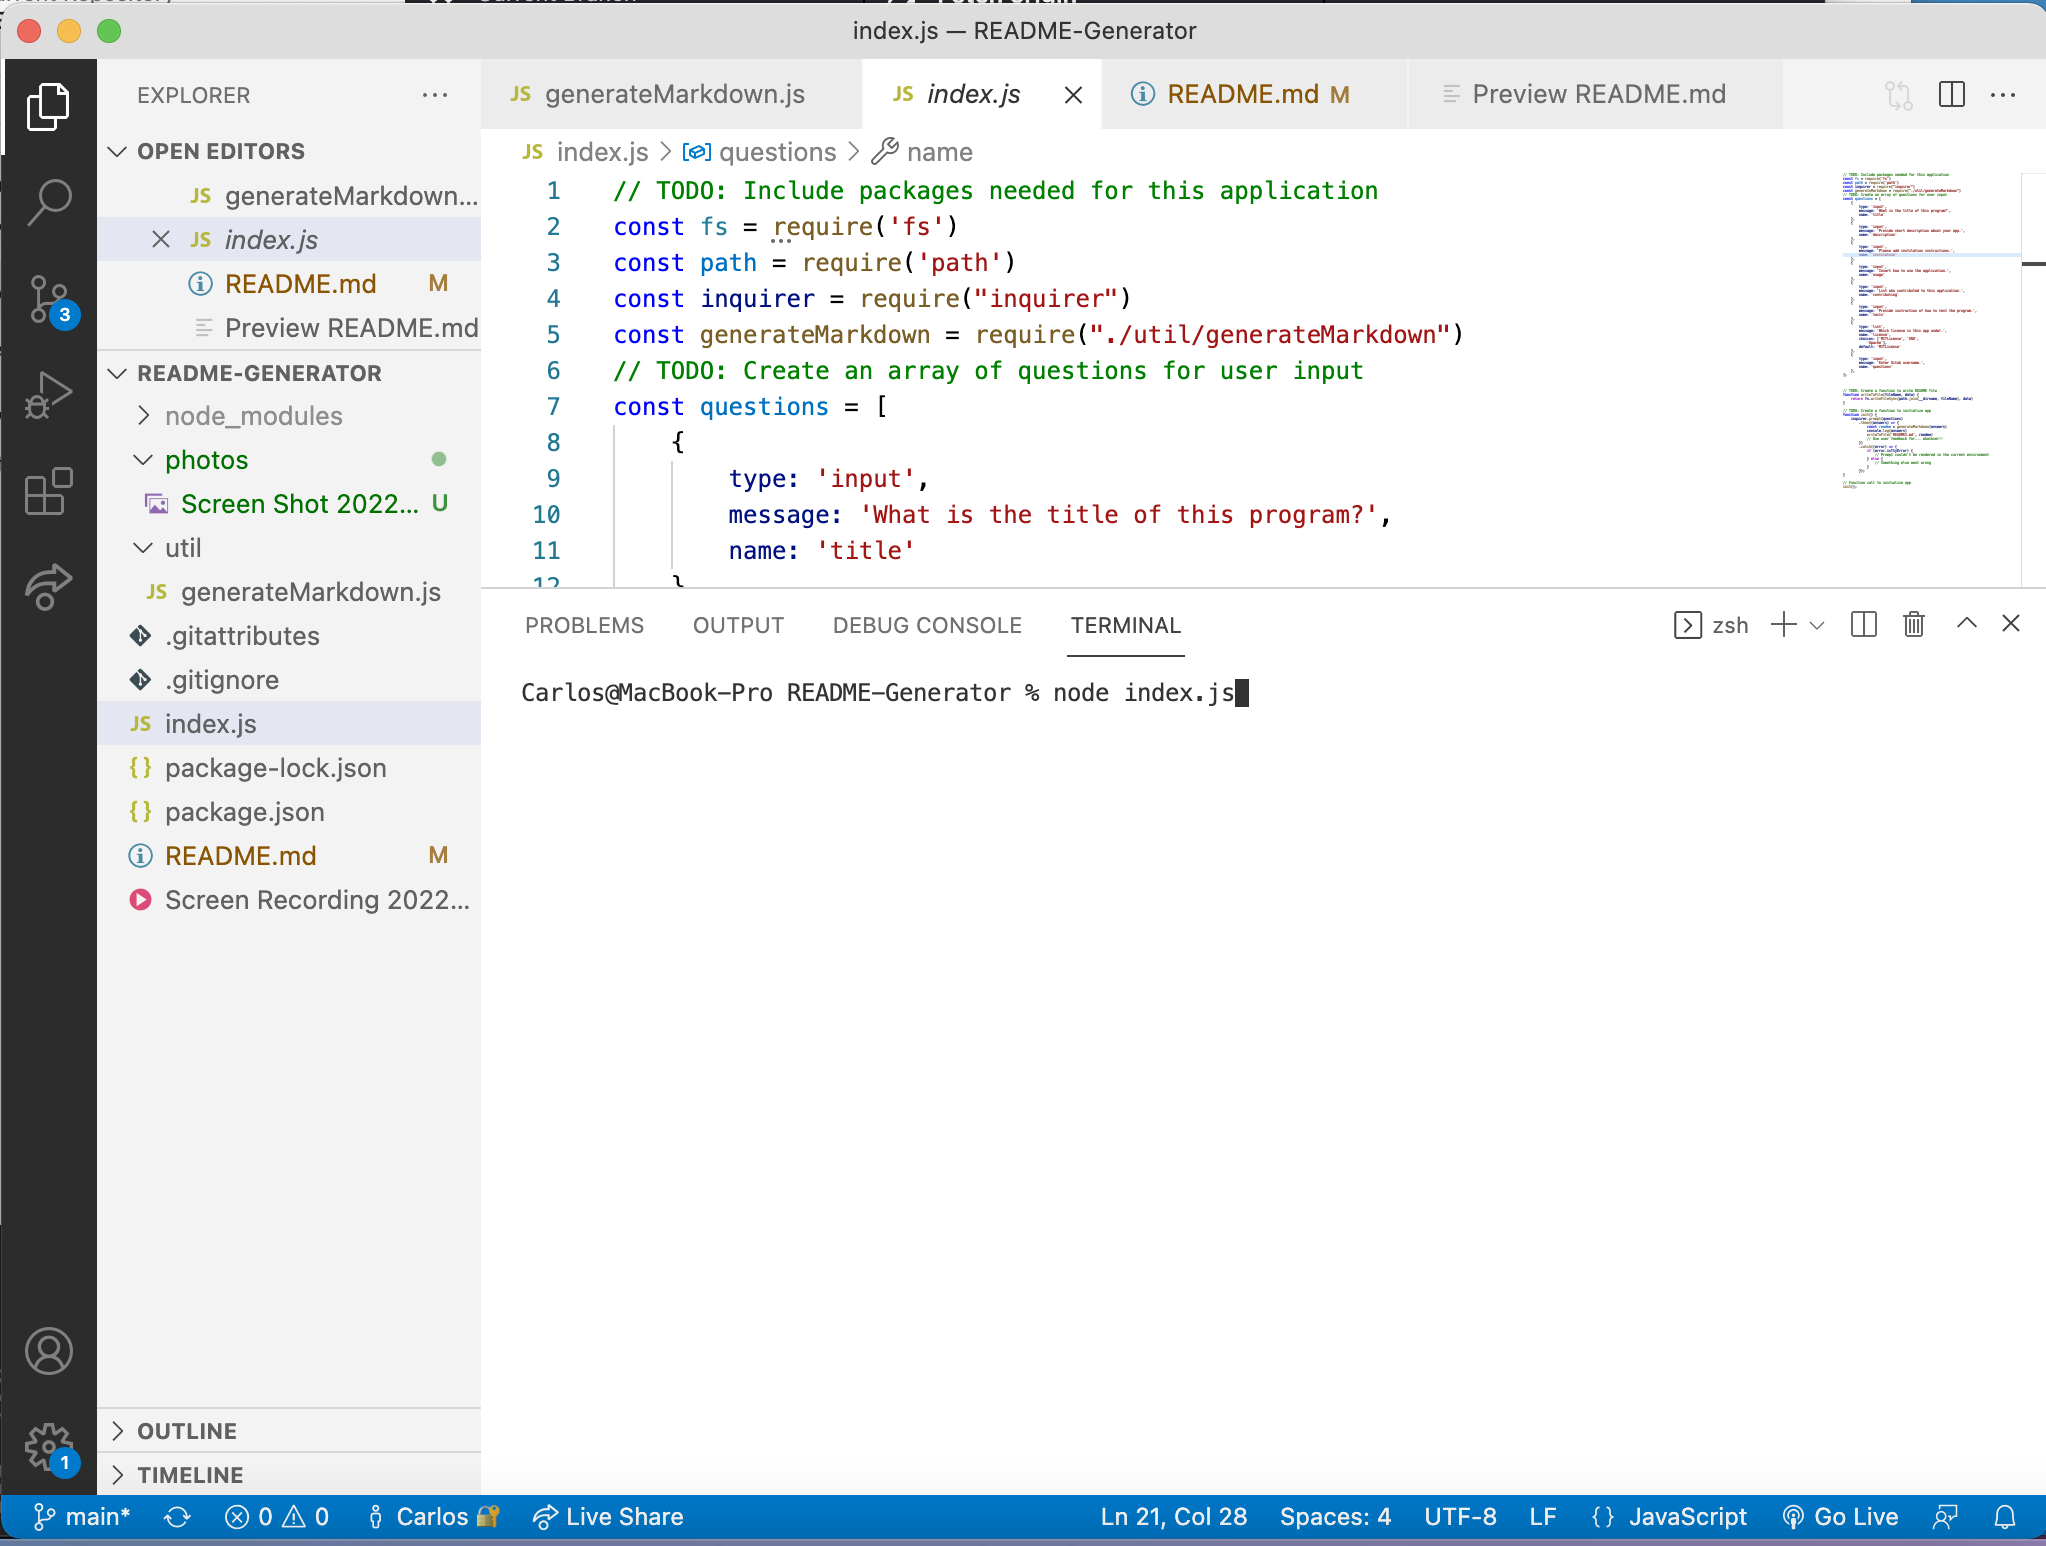 index.js — README-Generator
EXPLORER
OPEN EDITORS
JS generateMarkdown...
JS index.js
README.md M
Preview README.md
3
README-GENERATOR
node_modules
photos
Screen Shot 2022... U
util
JS generateMarkdown.js
.gitattributes
.gitignore
JS index.js
{} package-lock.json
{} package.json
README.md M
Screen Recording 2022...
OUTLINE
TIMELINE
1
JS generateMarkdown.js
JS index.js
README.md M
Preview README.md
JS index.js > questions > name
1 // TODO: Include packages needed for this application
2 const fs = require('fs')
3 const path = require('path')
4 const inquirer = require("inquirer")
5 const generateMarkdown = require("./util/generateMarkdown")
6 // TODO: Create an array of questions for user input
7 const questions = [
8 {
9 type: 'input',
10 message: 'What is the title of this program?',
11 name: 'title'
12 }
PROBLEMS OUTPUT DEBUG CONSOLE TERMINAL
zsh
Carlos@MacBook-Pro README-Generator % node index.js
main* 0 0 Carlos Live Share Ln 21, Col 28 Spaces: 4 UTF-8 LF {} JavaScript Go Live